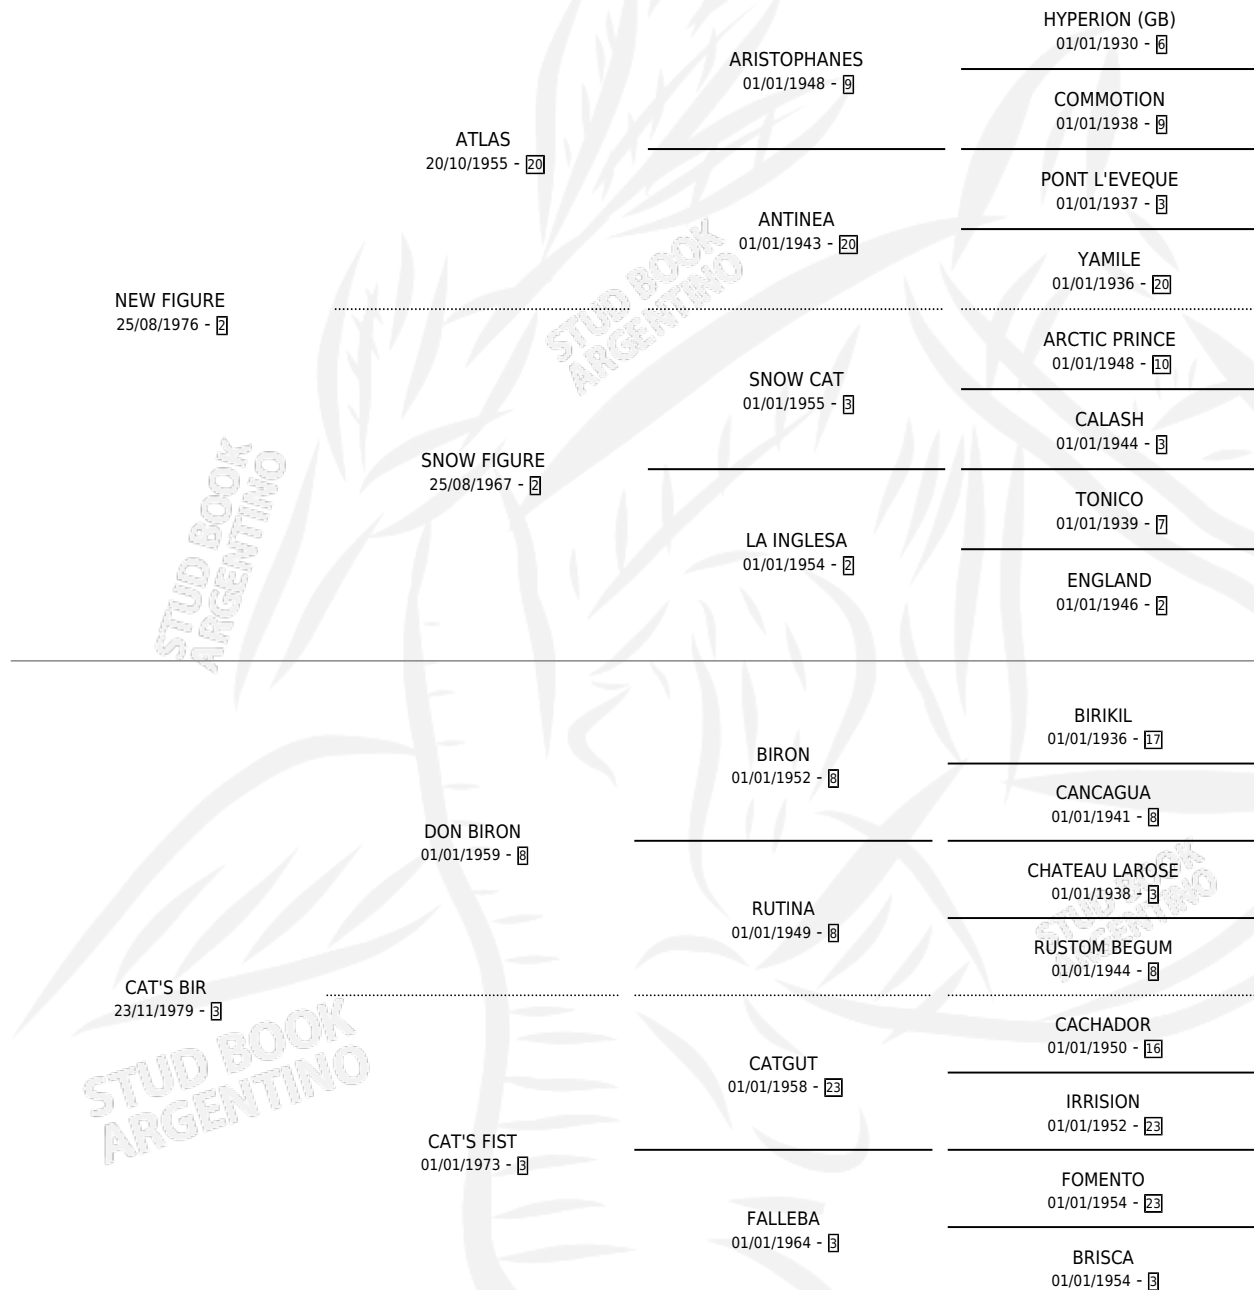 HYPERION (GB)
01/01/1930 - 6
ARISTOPHANES
01/01/1948 - 9
COMMOTION
01/01/1938 - 9
ATLAS
20/10/1955 - 20
PONT L'EVEQUE
01/01/1937 - 3
ANTINEA
01/01/1943 - 20
YAMILE
01/01/1936 - 20
NEW FIGURE
25/08/1976 - 2
ARCTIC PRINCE
01/01/1948 - 10
SNOW CAT
01/01/1955 - 3
CALASH
01/01/1944 - 3
SNOW FIGURE
25/08/1967 - 2
TONICO
01/01/1939 - 7
LA INGLESA
01/01/1954 - 2
ENGLAND
01/01/1946 - 2
BIRIKIL
01/01/1936 - 17
BIRON
01/01/1952 - 8
CANCAGUA
01/01/1941 - 8
DON BIRON
01/01/1959 - 8
CHATEAU LAROSE
01/01/1938 - 3
RUTINA
01/01/1949 - 8
RUSTOM BEGUM
01/01/1944 - 8
CAT'S BIR
23/11/1979 - 3
CACHADOR
01/01/1950 - 16
CATGUT
01/01/1958 - 23
IRRISION
01/01/1952 - 23
CAT'S FIST
01/01/1973 - 3
FOMENTO
01/01/1954 - 23
FALLEBA
01/01/1964 - 3
BRISCA
01/01/1954 - 3
STUD BOOK
ARGENTINO
STUD BOOK
ARGENTINO
STUD BOOK
ARGENTINO
STUD BOOK
ARGENTINO